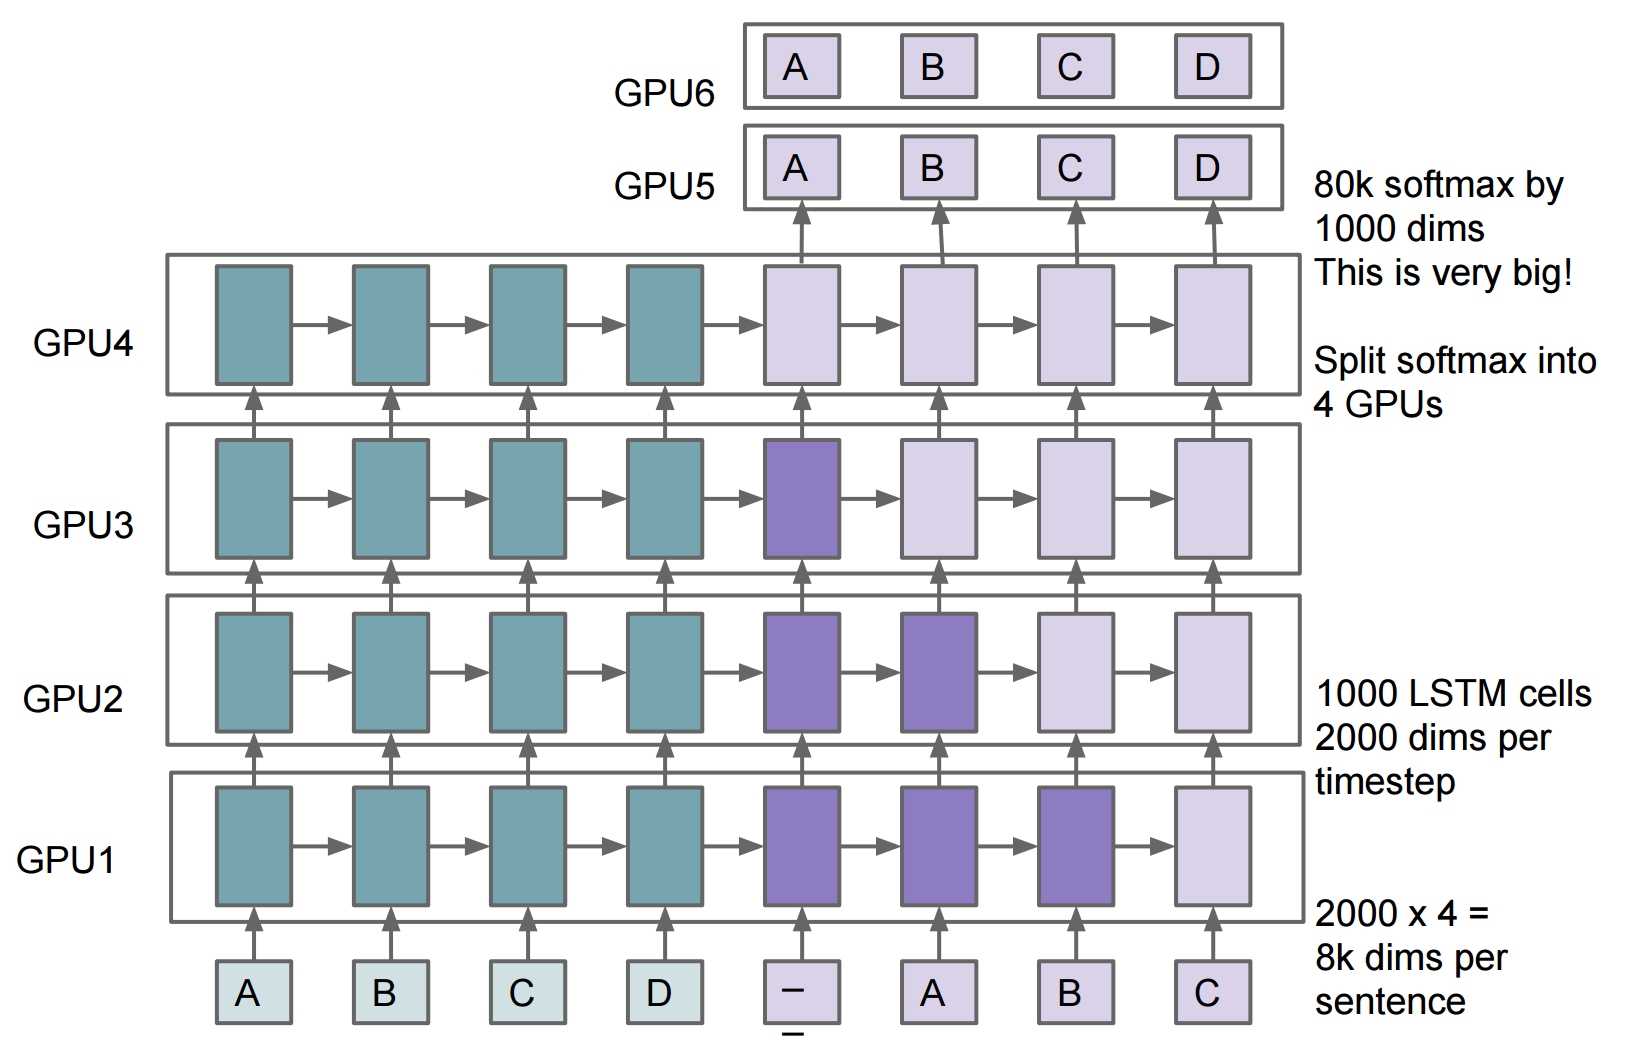 A B C D
GPU6
A B C D
GPU5
80k softmax by
1000 dims
This is very big!
GPU4
Split softmax into
4 GPUs
GPU3
GPU2
1000 LSTM cells
2000 dims per
timestep
GPU1
2000 x 4 =
8k dims per
sentence
A B C D _ A B C
_